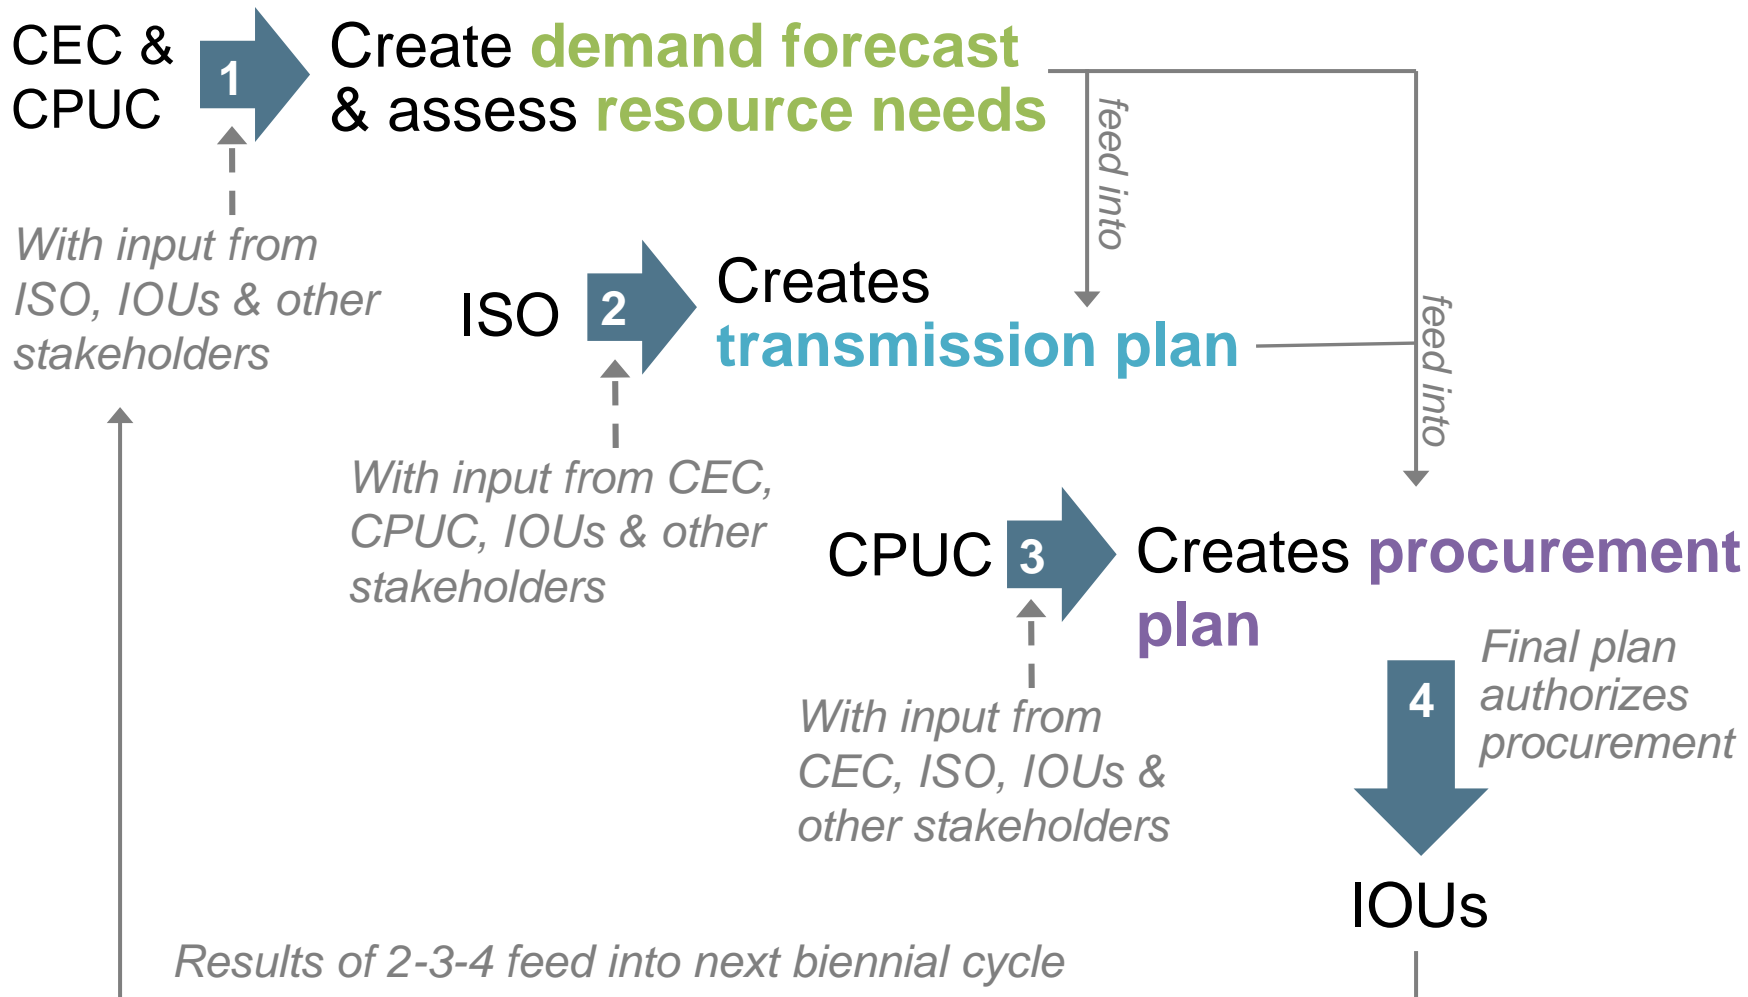 CEC &
CPUC
1
Create demand forecast
& assess resource needs
feed into
feed into
With input from
ISO, IOUs & other
stakeholders
ISO
2
Creates
transmission plan
With input from CEC,
CPUC, IOUs & other
stakeholders
CPUC
3
Creates procurement
plan
With input from
CEC, ISO, IOUs &
other stakeholders
4
Final plan
authorizes
procurement
IOUs
Results of 2-3-4 feed into next biennial cycle